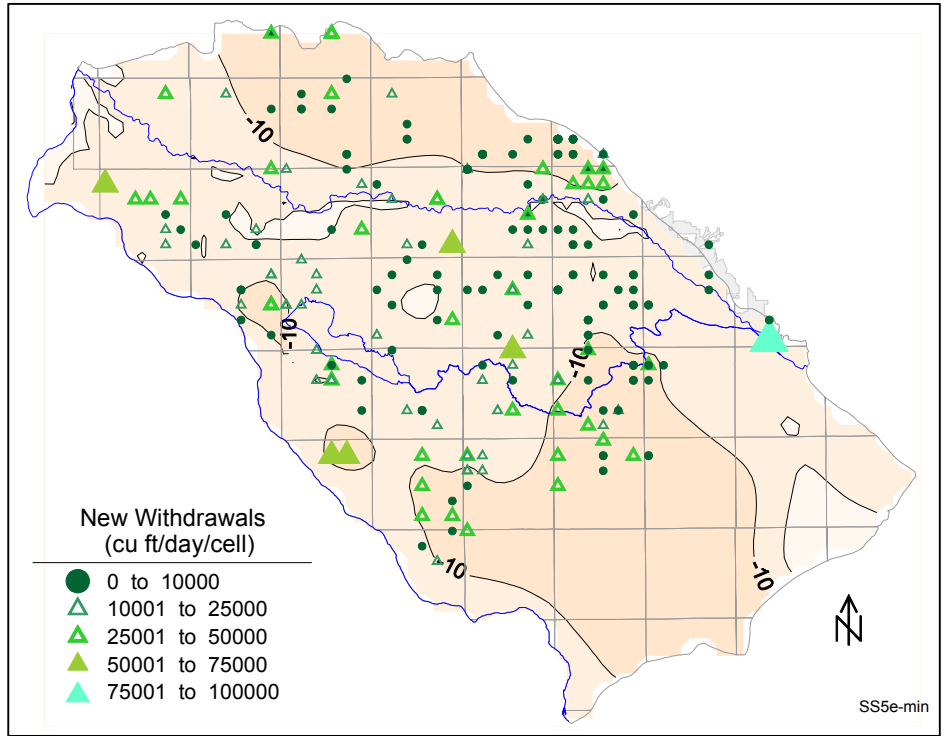 -10
-10
-10
-10
-10
New Withdrawals
(cu ft/day/cell)
0 to 10000
10001 to 25000
25001 to 50000
50001 to 75000
75001 to 100000
N
SS5e-min